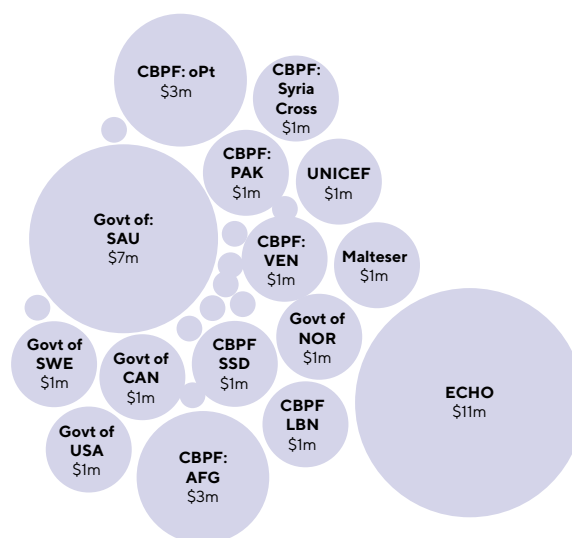 CBPF: oPt
$3m
CBPF:
Syria
Cross
$1m
CBPF:
PAK
$1m
UNICEF
$1m
Govt of:
SAU
$7m
CBPF:
VEN
$1m
Malteser
$1m
Govt of
NOR
$1m
Govt of
SWE
$1m
Govt of
CAN
$1m
CBPF
SSD
$1m
ECHO
$11m
CBPF
LBN
$1m
Govt of
USA
$1m
CBPF:
AFG
$3m